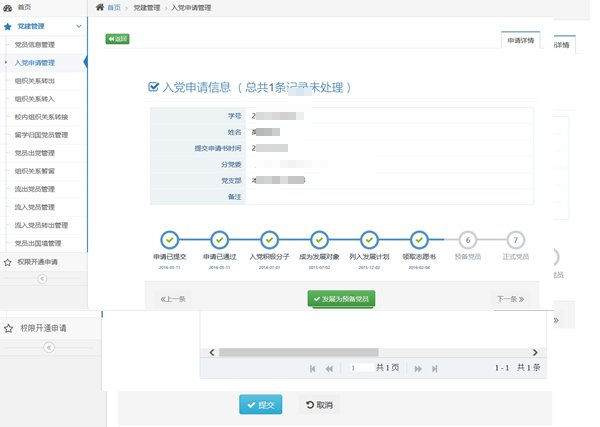 首页
首页 › 党建管理 › 入党申请管理
党建管理
党员信息管理
入党申请管理
组织关系转出
组织关系转入
校内组织关系转接
留学归国党员管理
党员出党管理
组织关系暂留
流出党员管理
流入党员管理
流入党员转出管理
党员出国境管理
权限开通申请
返回
申请详情
详情
入党申请信息（总共1条记录未处理）
学号 2
姓名
提交申请书时间 2
分党委
党支部
备注
6 7
申请已提交 申请已通过 入党积极分子 成为发展对象 列入发展计划 领取志愿书 预备党员 正式党员
党员
2016-05-11 2016-05-11 2014-07-01 2015-07-02 2015-12-02 2016-02-06
上一条 发展为预备党员 下一条
权限开通申请
1 共 1 页 1 - 1 共 1 条
提交 取消